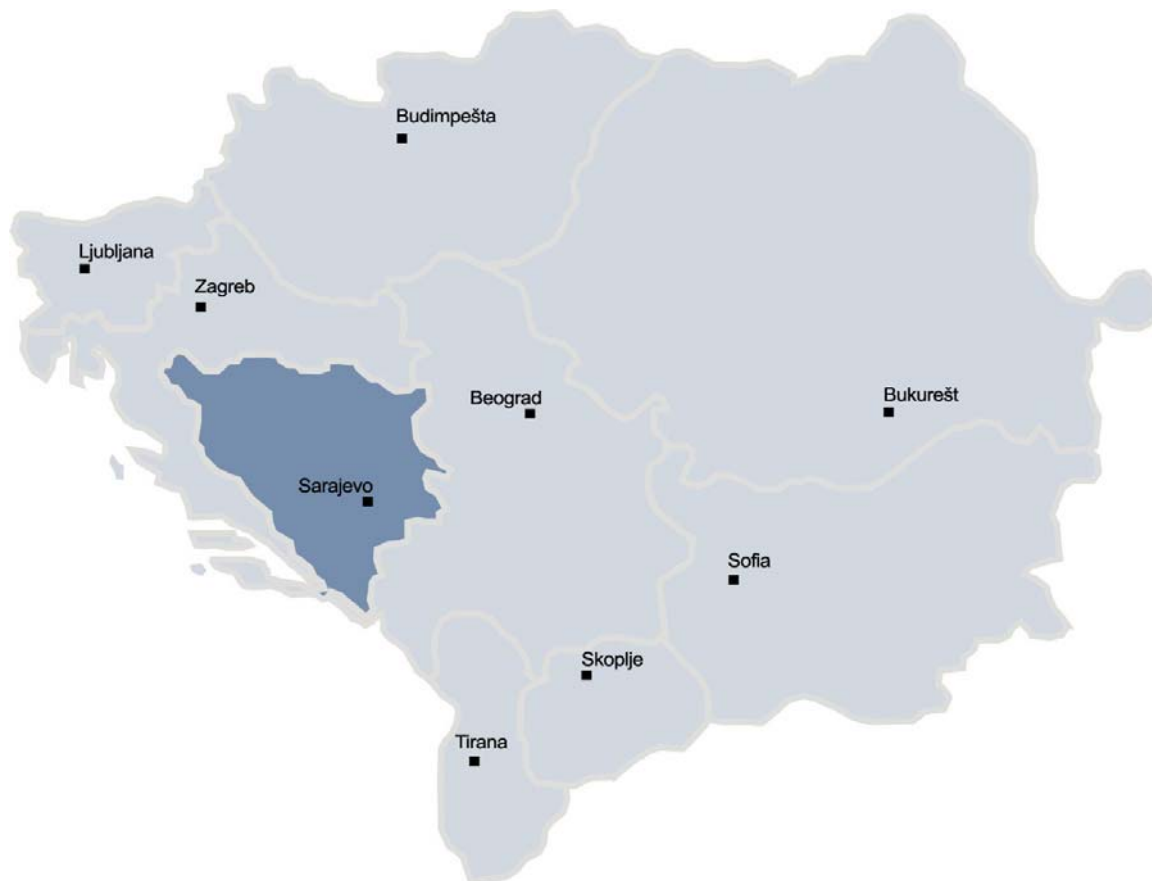 Budimpešta
Ljubljana
Zagreb
Beograd
Bukurešt
Sarajevo
Sofia
Skoplje
Tirana